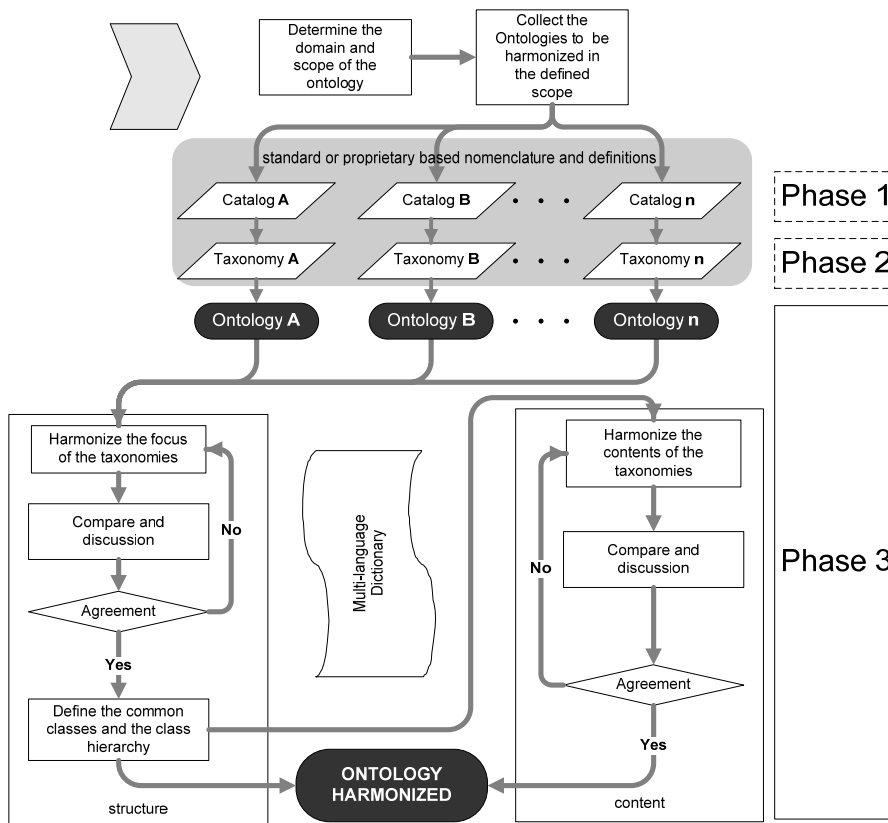 Determine the
domain and
scope of the
ontology
Collect the
Ontologies to be
harmonized in
the defined
scope
standard or proprietary based nomenclature and definitions
Catalog A
Catalog B
. . .
Catalog n
Phase 1
Taxonomy A
Taxonomy B
. . .
Taxonomy n
Phase 2
Ontology A
Ontology B
. . .
Ontology n
Harmonize the focus
of the taxonomies
Compare and
discussion
No
Agreement
Yes
Define the common
classes and the class
hierarchy
structure
Multi-language
Dictionary
Harmonize the
contents of the
taxonomies
Compare and
discussion
No
Agreement
Yes
content
Phase 3
ONTOLOGY
HARMONIZED